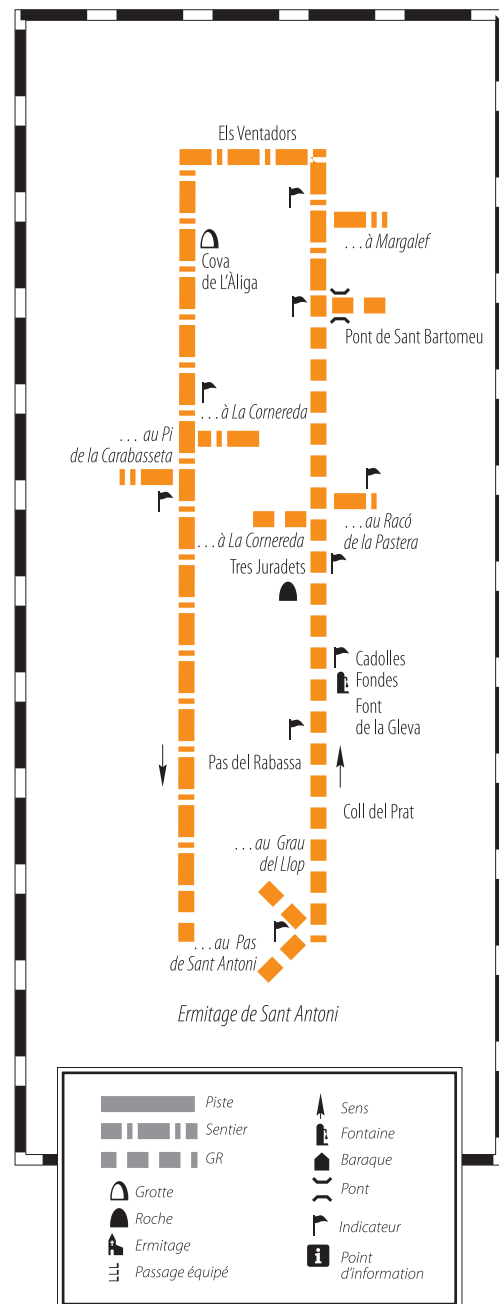 Els Ventadors
...à Margalef
Cova
de L'Àliga
Pont de Sant Bartomeu
...à La Cornereda
... au Pi
de la Carabasseta
...au Racó
de la Pastera
...à La Cornereda
Tres Juradets
Cadolles
Fondes
Font
de la Gleva
Pas del Rabassa
Coll del Prat
...au Grau
del Llop
...au Pas
de Sant Antoni
Ermitage de Sant Antoni
Piste
Sentier
GR
Grotte
Roche
Ermitage
Passage équipé
Sens
Fontaine
Baraque
Pont
Indicateur
i
Point
d'information